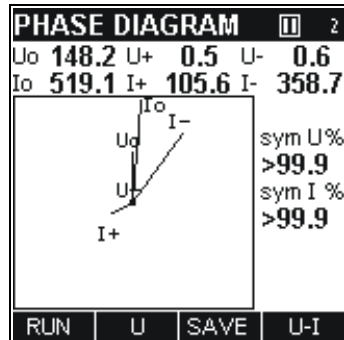 PHASE DIAGRAM 2
Uo 148.2 U+ 0.5 U- 0.6
Io 519.1 I+ 105.6 I- 358.7
Io
I-
Uo
sym U%
>99.9
U-
sym I %
>99.9
I+
RUN U SAVE U-I